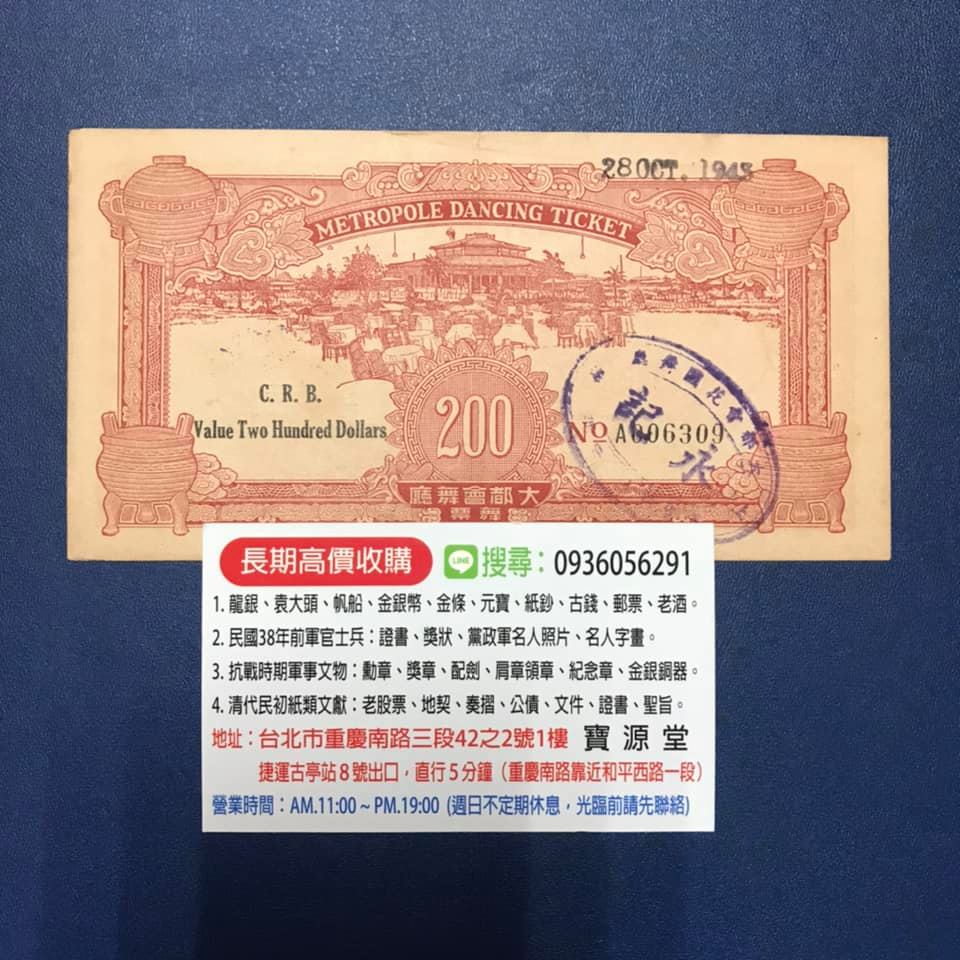 28 OCT. 1943
METROPOLE DANCING TICKET
C. R. B.
Value Two Hundred Dollars
200
No A006309
記永
廳舞會都大
票舞
長期高價收購
LINE 搜尋：0936056291
1. 龍銀、袁大頭、帆船、金銀幣、金條、元寶、紙鈔、古錢、郵票、老酒。
2. 民國38年前軍官士兵：證書、獎狀、黨政軍名人照片、名人字畫。
3. 抗戰時期軍事文物：勳章、獎章、配劍、肩章領章、紀念章、金銀銅器。
4. 清代民初紙類文獻：老股票、地契、奏摺、公債、文件、證書、聖旨。
地址：台北市重慶南路三段42之2號1樓 寶源堂
捷運古亭站8號出口，直行5分鐘（重慶南路靠近和平西路一段）
營業時間：AM.11:00 ~ PM.19:00 (週日不定期休息，光臨前請先聯絡)